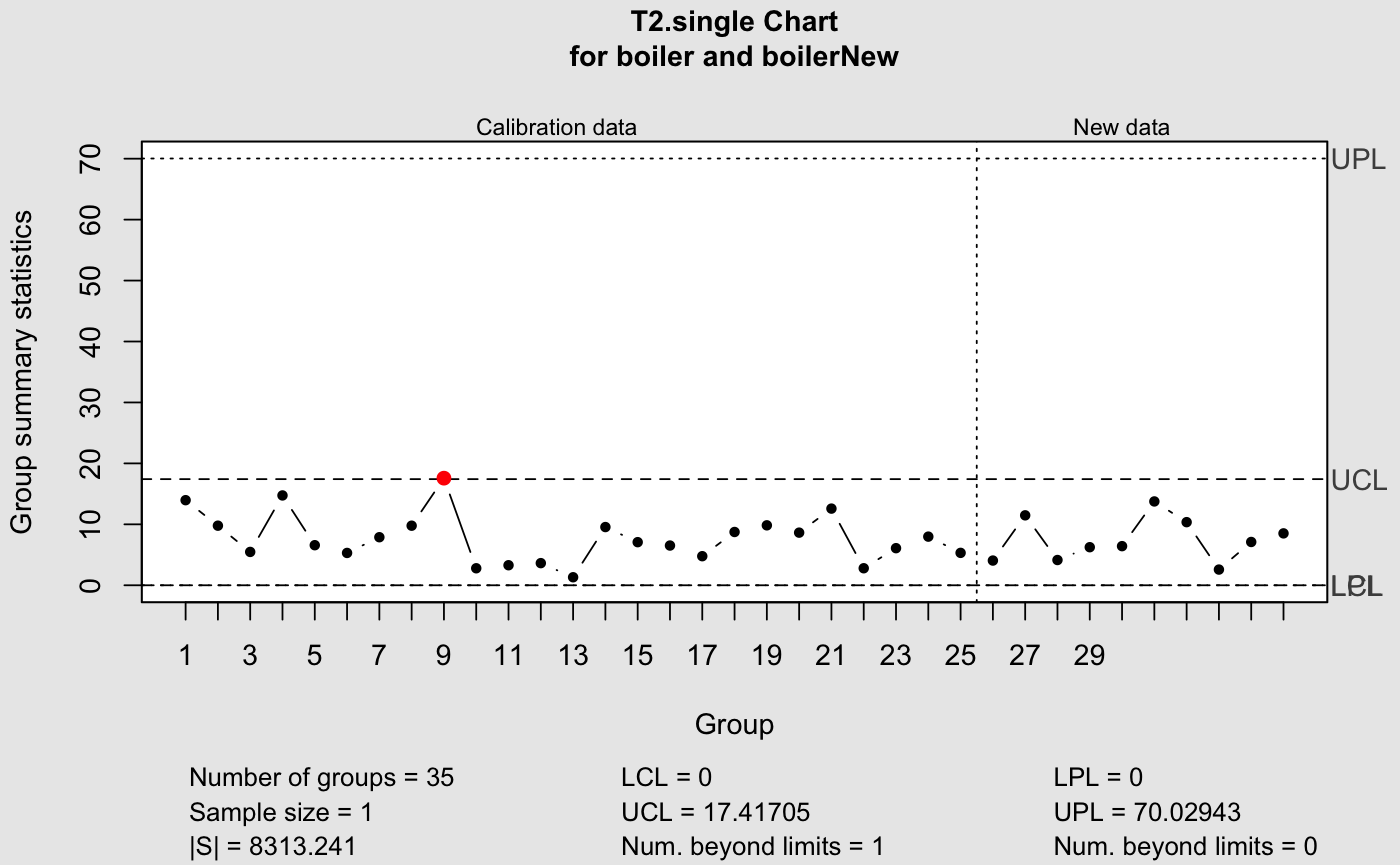 T2.single Chart
for boiler and boilerNew
Calibration data
New data
Group summary statistics
70
60
50
40
30
20
10
0
UPL
UCL
LPL
LCL
1 3 5 7 9 11 13 15 17 19 21 23 25 27 29
Group
Number of groups = 35
Sample size = 1
|S| = 8313.241
LCL = 0
UCL = 17.41705
Num. beyond limits = 1
LPL = 0
UPL = 70.02943
Num. beyond limits = 0